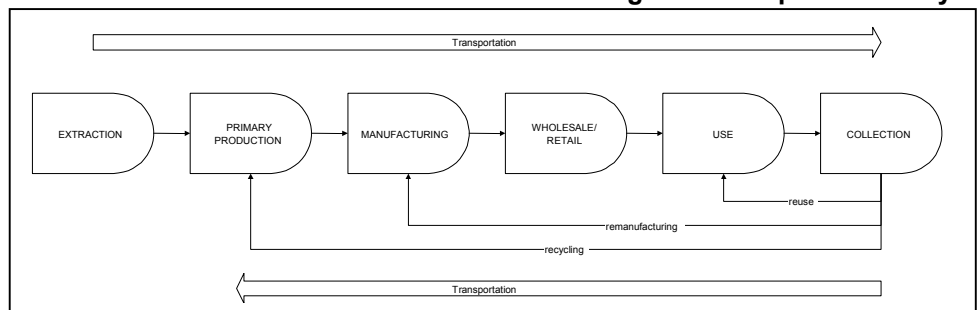 Transportation
EXTRACTION
PRIMARY
PRODUCTION
MANUFACTURING
WHOLESALE/
RETAIL
USE
COLLECTION
reuse
remanufacturing
recycling
Transportation